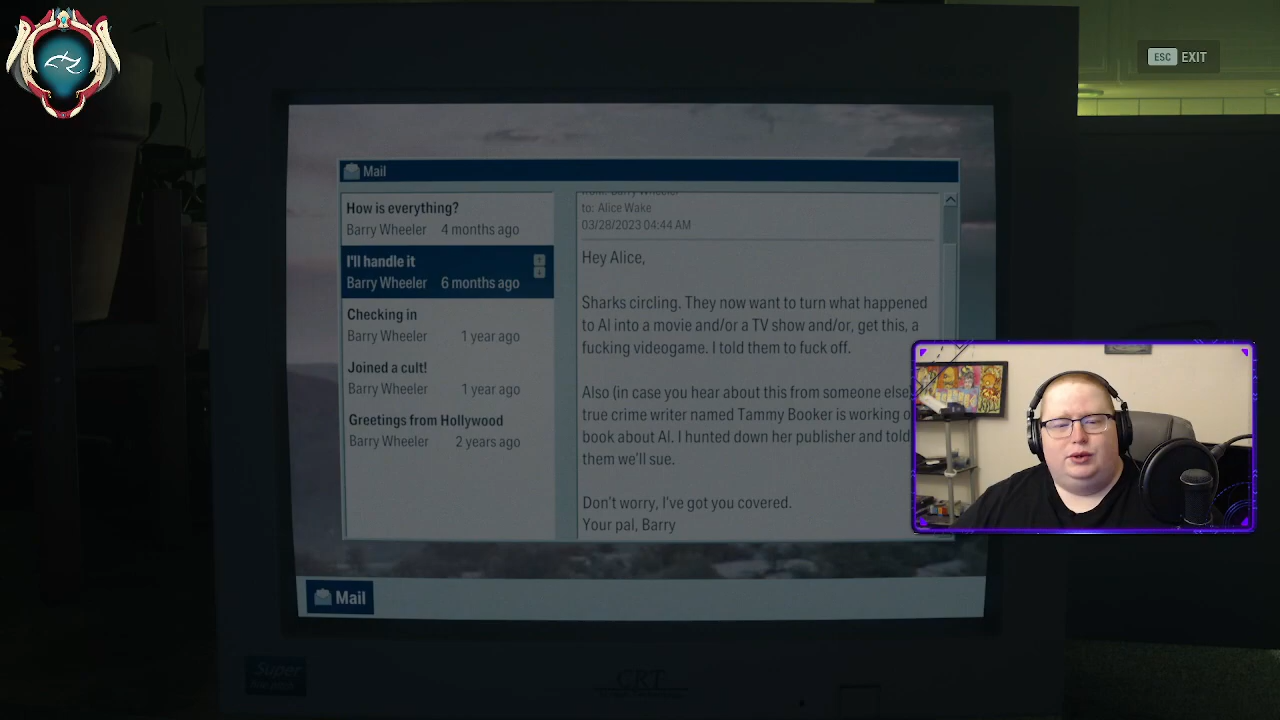 ESC EXIT
Mail
How is everything?
Barry Wheeler 4 months ago
I'll handle it
Barry Wheeler 6 months ago
Checking in
Barry Wheeler 1 year ago
Joined a cult!
Barry Wheeler 1 year ago
Greetings from Hollywood
Barry Wheeler 2 years ago
from: Barry Wheeler
to: Alice Wake
03/28/2023 04:44 AM
Hey Alice,
Sharks circling. They now want to turn what happened
to Al into a movie and/or a TV show and/or, get this, a
fucking videogame. I told them to fuck off.
Also (in case you hear about this from someone else
true crime writer named Tammy Booker is working
book about Al. I hunted down her publisher and told
them we'll sue.
Don't worry, I've got you covered.
Your pal, Barry
Mail
Super
CRT